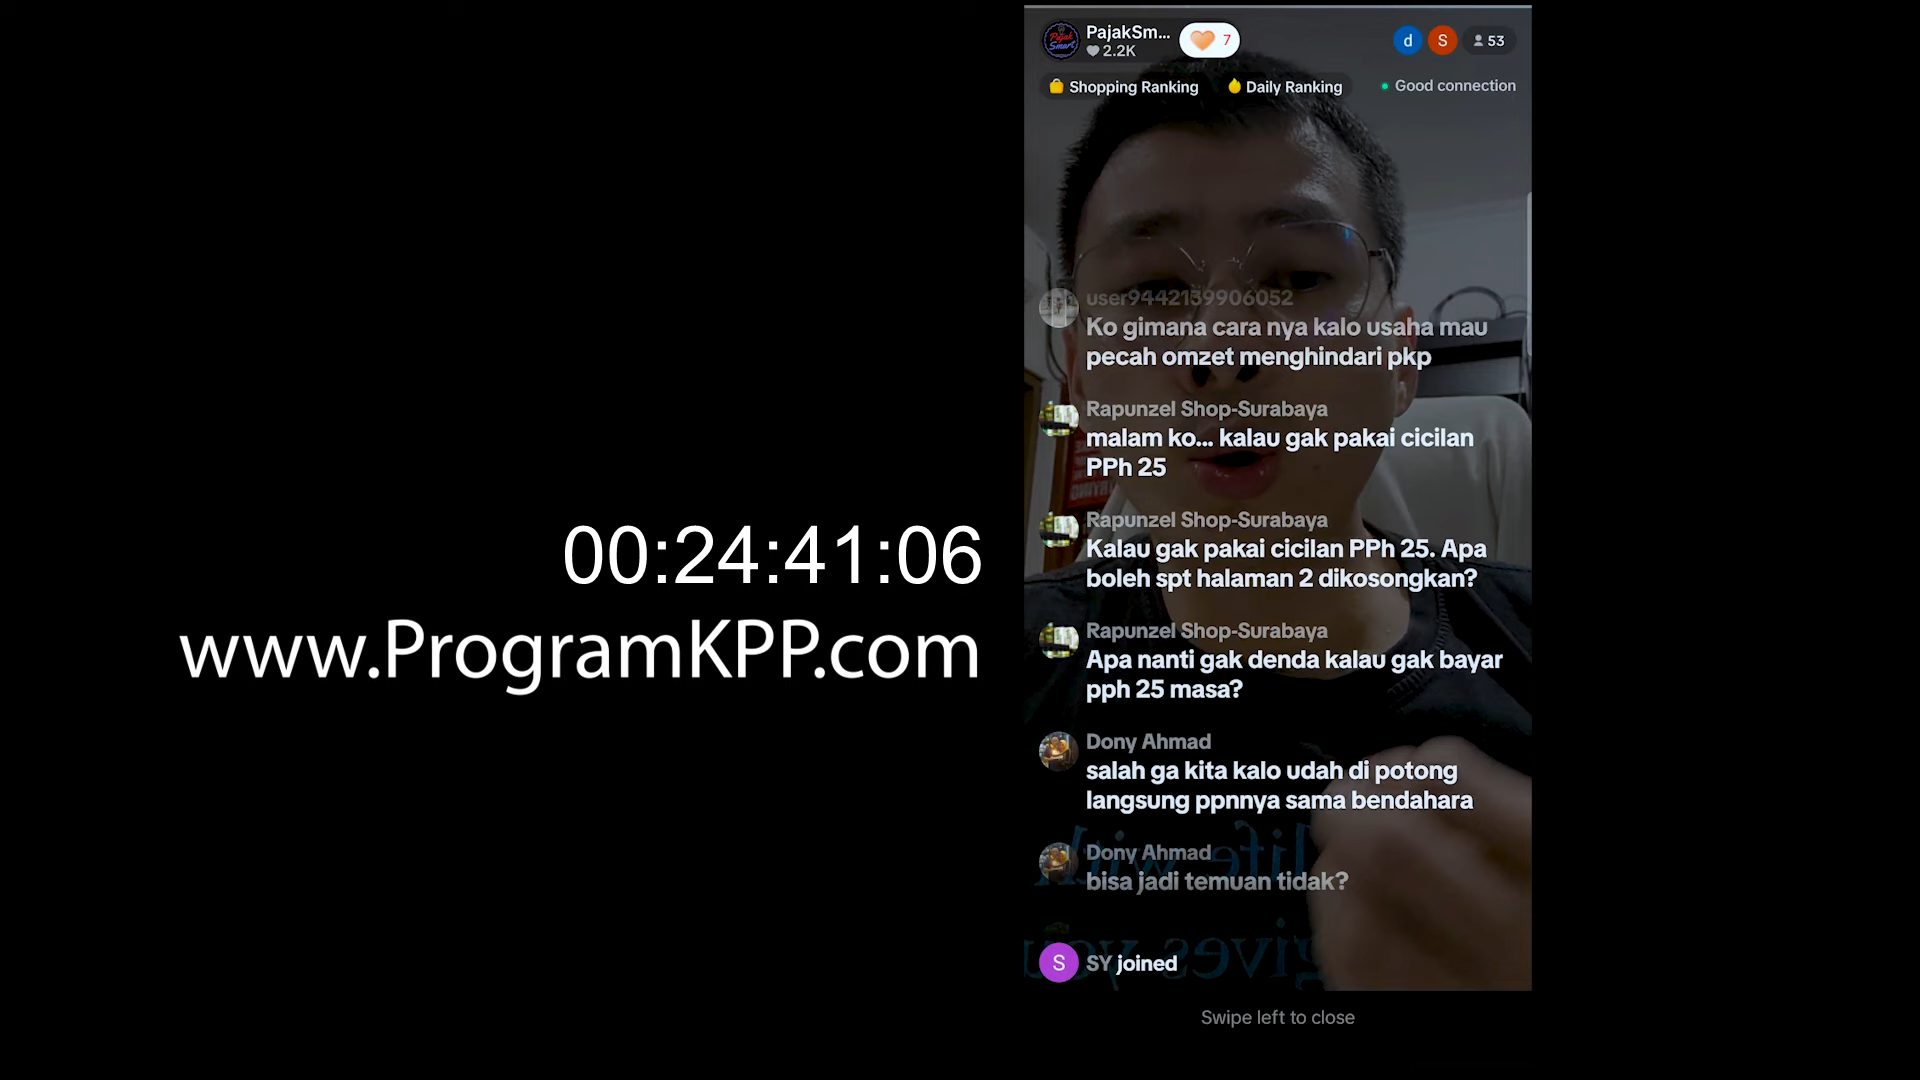 PajakSm...
2.2K
7
d
S
53
Shopping Ranking
Daily Ranking
Good connection
user9442139906052
Ko gimana cara nya kalo usaha mau
pecah omzet menghindari pkp
Rapunzel Shop-Surabaya
malam ko... kalau gak pakai cicilan
PPh 25
00:24:41:06
www.ProgramKPP.com
Rapunzel Shop-Surabaya
Kalau gak pakai cicilan PPh 25. Apa
boleh spt halaman 2 dikosongkan?
Rapunzel Shop-Surabaya
Apa nanti gak denda kalau gak bayar
pph 25 masa?
Dony Ahmad
salah ga kita kalo udah di potong
langsung ppnnya sama bendahara
Dony Ahmad
bisa jadi temuan tidak?
life with
gives you
S
SY joined
Swipe left to close